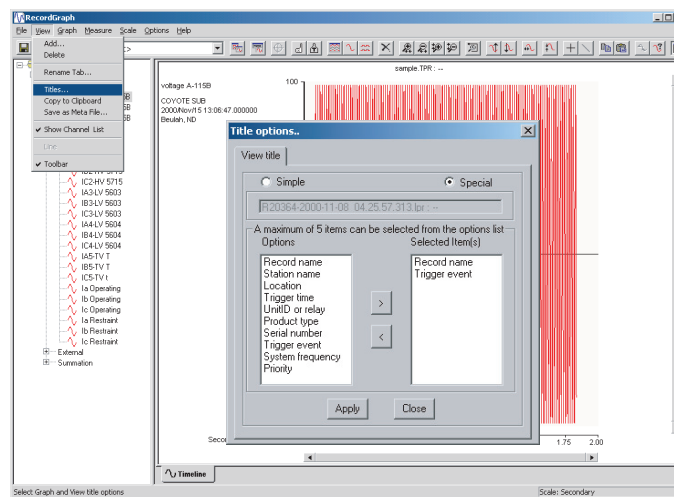 RecordGraph
File View Graph Measure Scale Options Help
Add...
Delete
Rename Tab...
Titles...
Copy to Clipboard
Save as Meta File...
Show Channel List
Line
Toolbar
IC2-HV 5715
IA3-LV 5603
IB3-LV 5603
IC3-LV 5603
IA4-LV 5604
IB4-LV 5604
IC4-LV 5604
IA5-TV T
IB5-TV T
IC5-TV t
Ia Operating
Ib Operating
Ic Operating
Ia Restraint
Ib Restraint
Ic Restraint
External
Summation
sample.TPR : --
voltage A-115B
100
COYOTE SUB
2000/Nov/15 13:06:47.000000
Beulah, ND
Title options..
View title
Simple
Special
R20364-2000-11-08 04.25.57.313.lpr : --
A maximum of 5 items can be selected from the options list
Options
Selected Item(s)
Record name
Station name
Location
Trigger time
UnitID or relay
Product type
Serial number
Trigger event
System frequency
Priority
>
<
Record name
Trigger event
Apply
Close
Seco
1.75
2.00
Timeline
Select Graph and View title options
Scale: Secondary